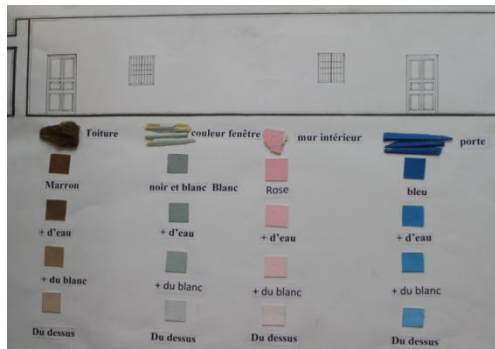 Toiture couleur fenêtre mur intérieur porte
Marron noir et blanc Blanc Rose bleu
+ d'eau + d'eau + d'eau + d'eau
+ du blanc + du blanc + du blanc + du blanc
Du dessus Du dessus Du dessus Du dessus